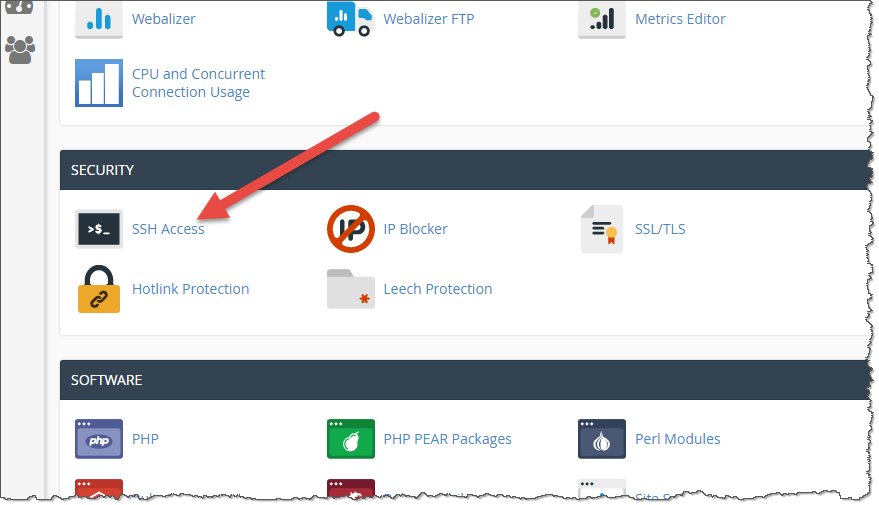 Webalizer
Webalizer FTP
Metrics Editor
CPU and Concurrent
Connection Usage
SECURITY
>$_
SSH Access
IP
IP Blocker
SSL/TLS
Hotlink Protection
Leech Protection
SOFTWARE
php
PHP
PHP PEAR Packages
Perl Modules